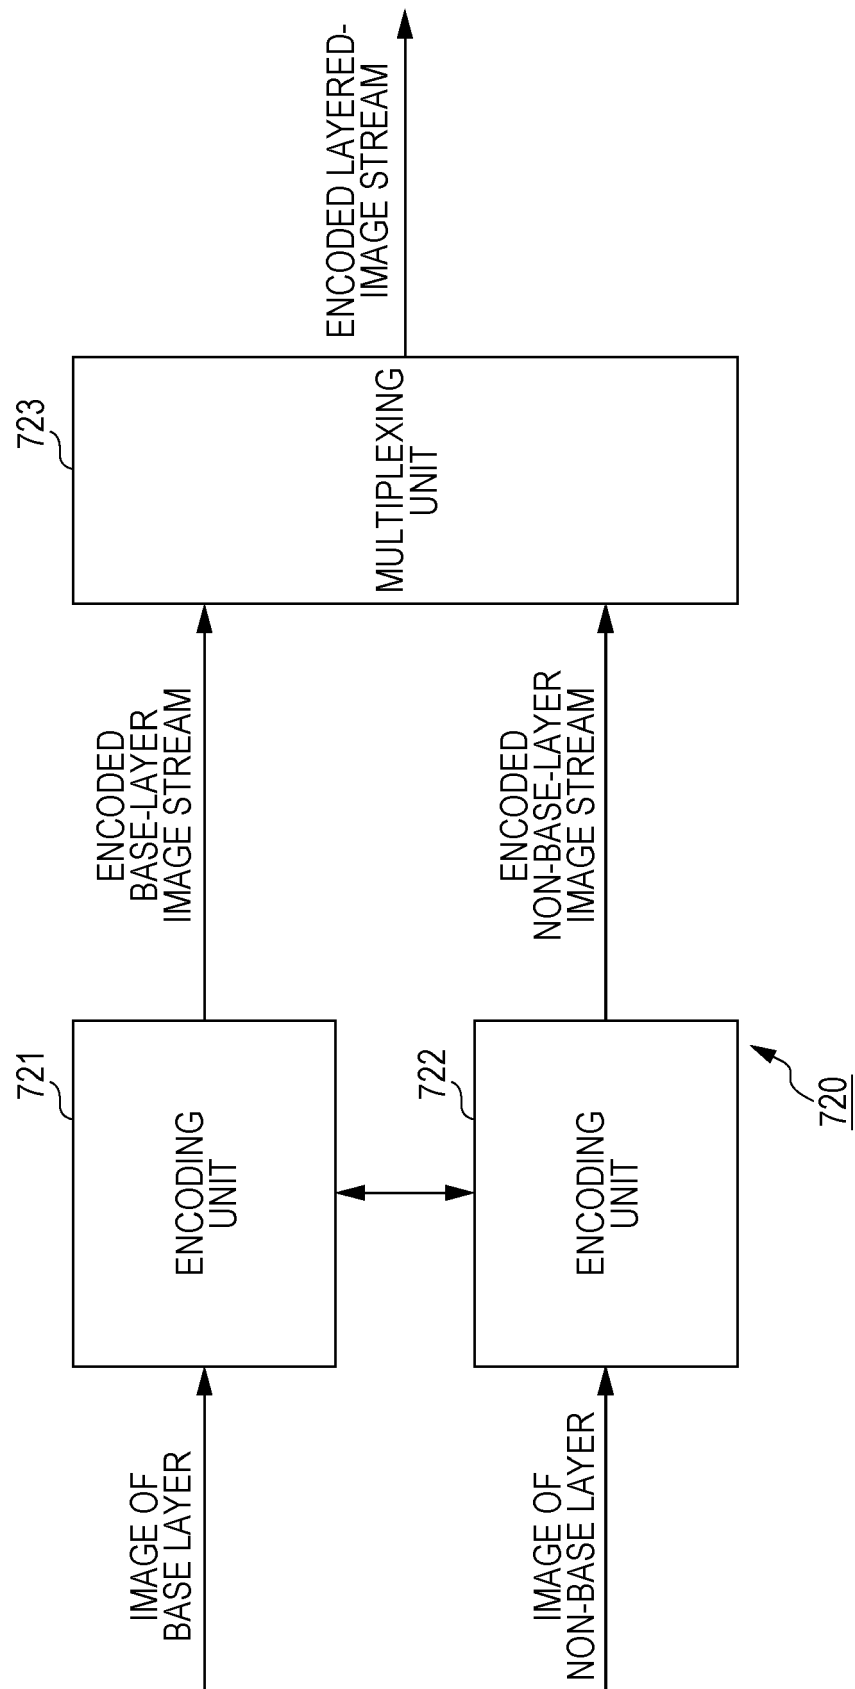 IMAGE OF
BASE LAYER
721
ENCODING
UNIT
ENCODED
BASE-LAYER
IMAGE STREAM
IMAGE OF
NON-BASE LAYER
722
ENCODING
UNIT
ENCODED
NON-BASE-LAYER
IMAGE STREAM
723
MULTIPLEXING
UNIT
ENCODED LAYERED-
IMAGE STREAM
720